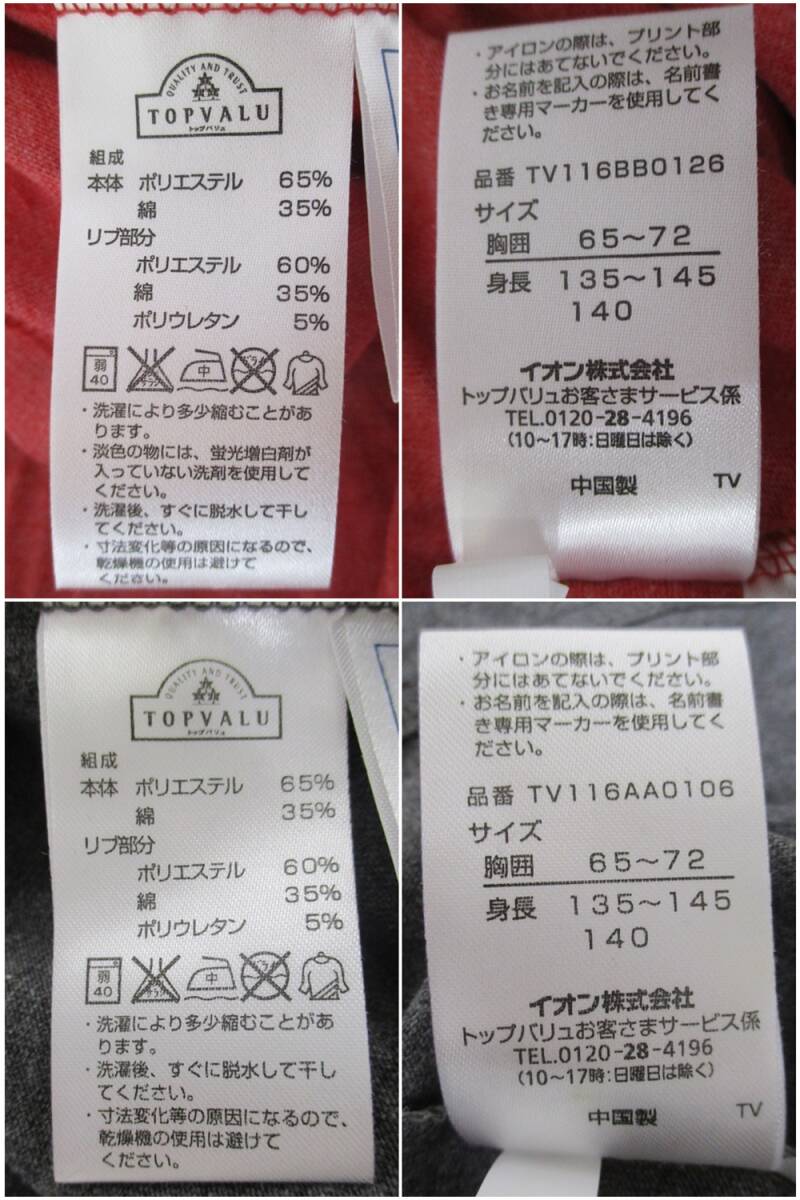 QUALITY AND TRUST
TOPVALU
トップバリュ
組成
本体 ポリエステル 65%
綿 35%
リブ部分
ポリエステル 60%
綿 35%
ポリウレタン 5%
弱
40
中
・洗濯により多少縮むことがあ
ります。
・淡色の物には、蛍光増白剤が
入っていない洗剤を使用して
ください。
・洗濯後、すぐに脱水して干し
てください。
・寸法変化等の原因になるので、
乾燥機の使用は避けて
ください。
・アイロンの際は、プリント部
分にはあてないでください。
・お名前を記入の際は、名前書
き専用マーカーを使用してく
ださい。
品番 TV116BB0126
サイズ
胸囲 65〜72
身長 135〜145
140
イオン株式会社
トップバリュお客さまサービス係
TEL.0120-28-4196
(10〜17時:日曜日は除く)
中国製 TV
QUALITY AND TRUST
TOPVALU
トップバリュ
組成
本体 ポリエステル 65%
綿 35%
リブ部分
ポリエステル 60%
綿 35%
ポリウレタン 5%
弱
40
中
・洗濯により多少縮むことがあ
ります。
・洗濯後、すぐに脱水して干し
てください。
・寸法変化等の原因になるので、
乾燥機の使用は避けて
ください。
・アイロンの際は、プリント部
分にはあてないでください。
・お名前を記入の際は、名前書
き専用マーカーを使用してく
ださい。
品番 TV116AA0106
サイズ
胸囲 65〜72
身長 135〜145
140
イオン株式会社
トップバリュお客さまサービス係
TEL.0120-28-4196
(10〜17時:日曜日は除く)
中国製 TV